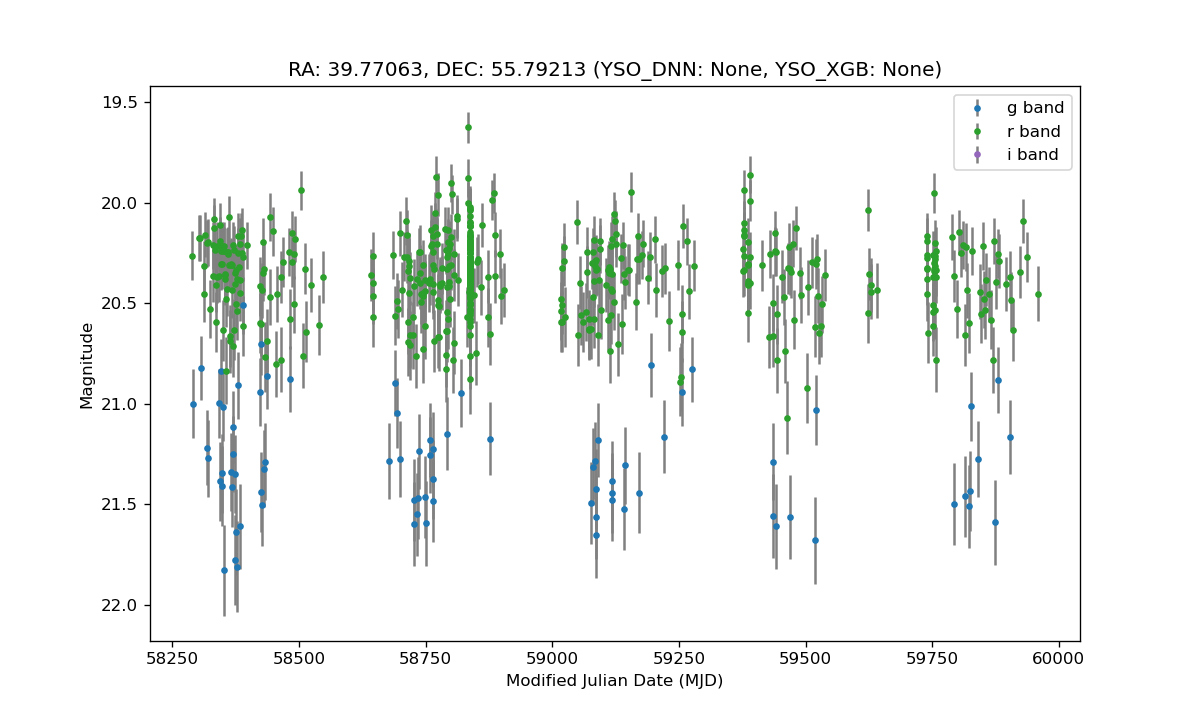 RA: 39.77063, DEC: 55.79213 (YSO_DNN: None, YSO_XGB: None)
g band
r band
i band
19.5
20.0
20.5
21.0
21.5
22.0
Magnitude
58250 58500 58750 59000 59250 59500 59750 60000
Modified Julian Date (MJD)